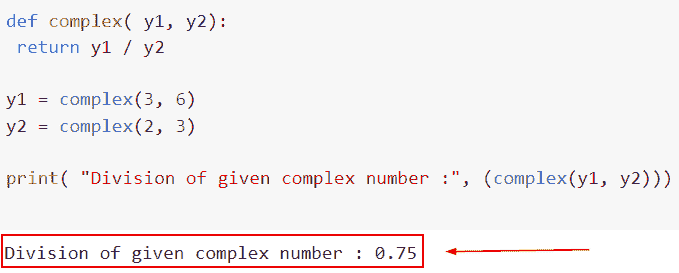 def complex( y1, y2):
 return y1 / y2
y1 = complex(3, 6)
y2 = complex(2, 3)
print( "Division of given complex number :", (complex(y1, y2)))
Division of given complex number : 0.75